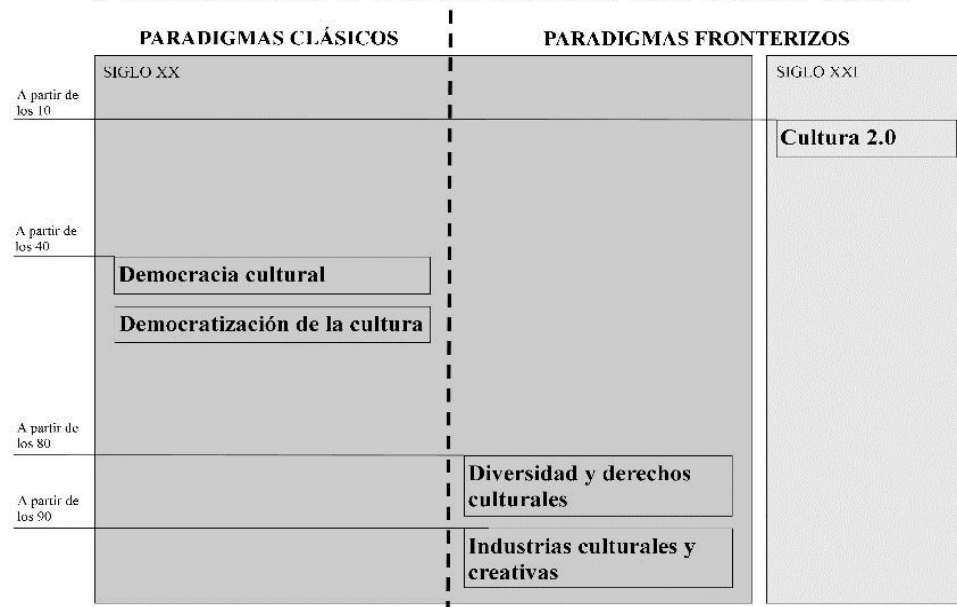 PARADIGMAS CLÁSICOS
PARADIGMAS FRONTERIZOS
SIGLO XX
SIGLO XXI
A partir de
los 10
Cultura 2.0
A partir de
los 40
Democracia cultural
Democratización de la cultura
A partir de
los 80
Diversidad y derechos
culturales
A partir de
los 90
Industrias culturales y
creativas